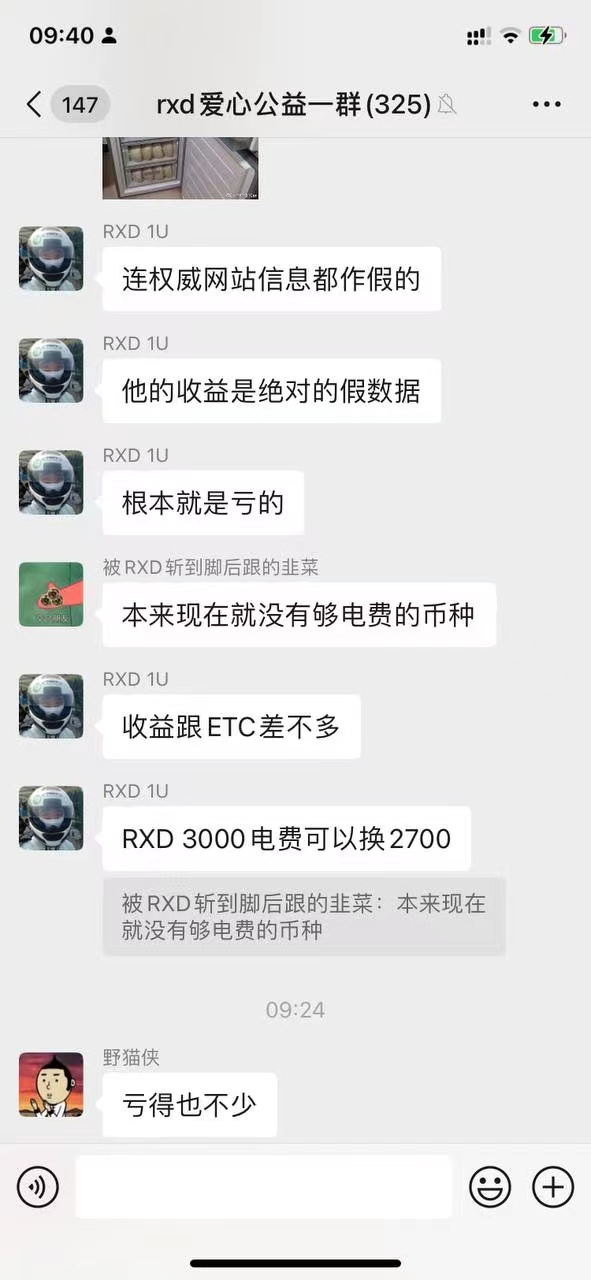 09:40
147
rxd爱心公益一群(325)
RXD 1U
连权威网站信息都作假的
RXD 1U
他的收益是绝对的假数据
RXD 1U
根本就是亏的
被RXD斩到脚后跟的韭菜
本来现在就没有够电费的币种
RXD 1U
收益跟ETC差不多
RXD 1U
RXD 3000电费可以换2700
被RXD斩到脚后跟的韭菜：本来现在
就没有够电费的币种
09:24
野猫侠
亏得也不少